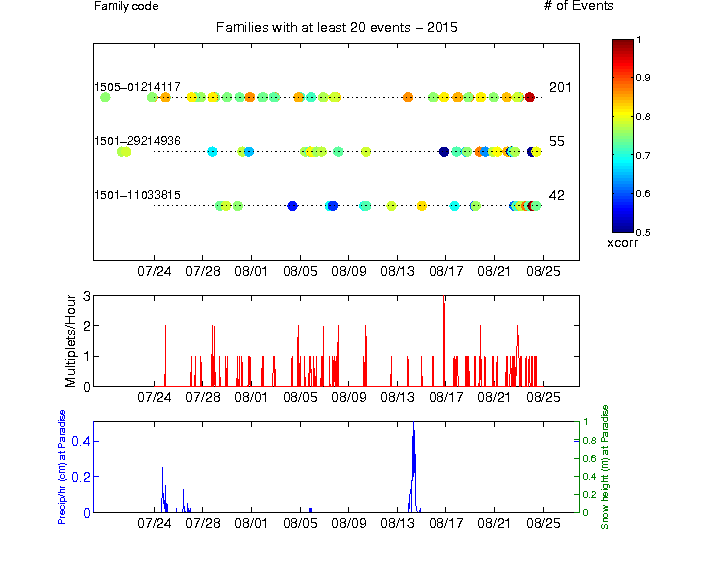 Family code
# of Events
Families with at least 20 events – 2015
1505–01214117
201
1501–29214936
55
1501–11033815
42
1
0.9
0.8
0.7
0.6
0.5
xcorr
07/24 07/28 08/01 08/05 08/09 08/13 08/17 08/21 08/25
Multiplets/Hour
3
2
1
0
07/24 07/28 08/01 08/05 08/09 08/13 08/17 08/21 08/25
Precip/hr (cm) at Paradise
0.4
0.2
0
1
0.8
0.6
0.4
0.2
0
Snow height (m) at Paradise
07/24 07/28 08/01 08/05 08/09 08/13 08/17 08/21 08/25